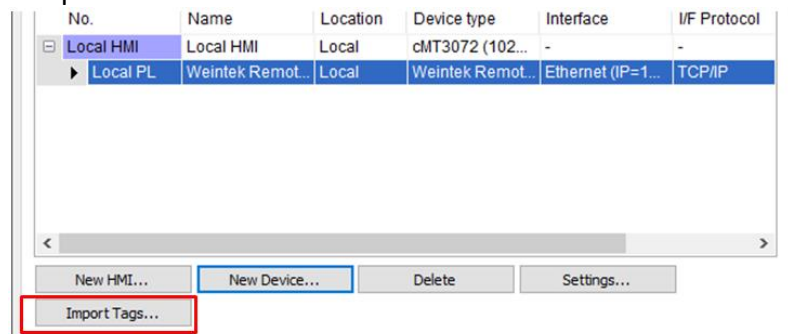 No. Name Location Device type Interface I/F Protocol
Local HMI Local HMI Local cMT3072 (102... - -
Local PL Weintek Remot... Local Weintek Remot... Ethernet (IP=1... TCP/IP
New HMI... New Device... Delete Settings...
Import Tags...